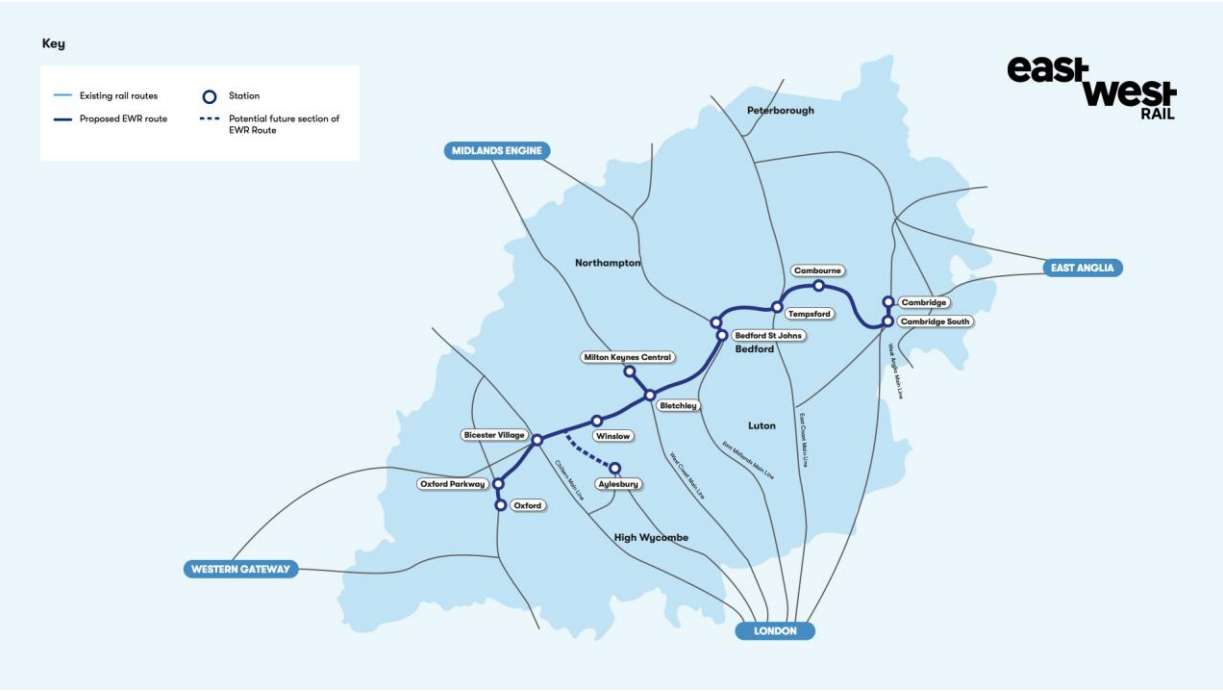 Key
Existing rail routes
Station
Proposed EWR route
Potential future section of
EWR Route
east
west
RAIL
Peterborough
MIDLANDS ENGINE
Northampton
EAST ANGLIA
Cambourne
Cambridge
Tempsford
Cambridge South
Bedford St Johns
Bedford
Milton Keynes Central
West Anglia Main Line
Bletchley
Luton
East Coast Main Line
Bicester Village
Winslow
East Midlands Main Line
West Coast Main Line
Chiltern Main Line
Oxford Parkway
Aylesbury
Oxford
High Wycombe
WESTERN GATEWAY
LONDON